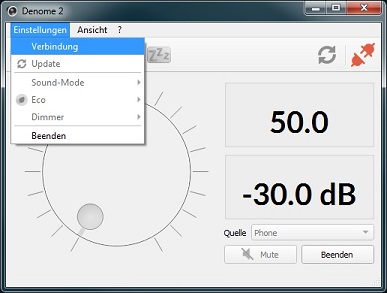 Denome 2
Einstellungen Ansicht ?
Verbindung
Update
Sound-Mode
Eco
Dimmer
Beenden
zzz
50.0
-30.0 dB
Quelle Phone
Mute Beenden